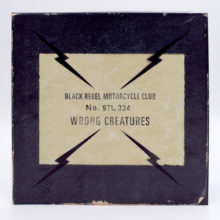 BLACK REBEL MOTORCYCLE CLUB
No. 97L.334
WRONG CREATURES